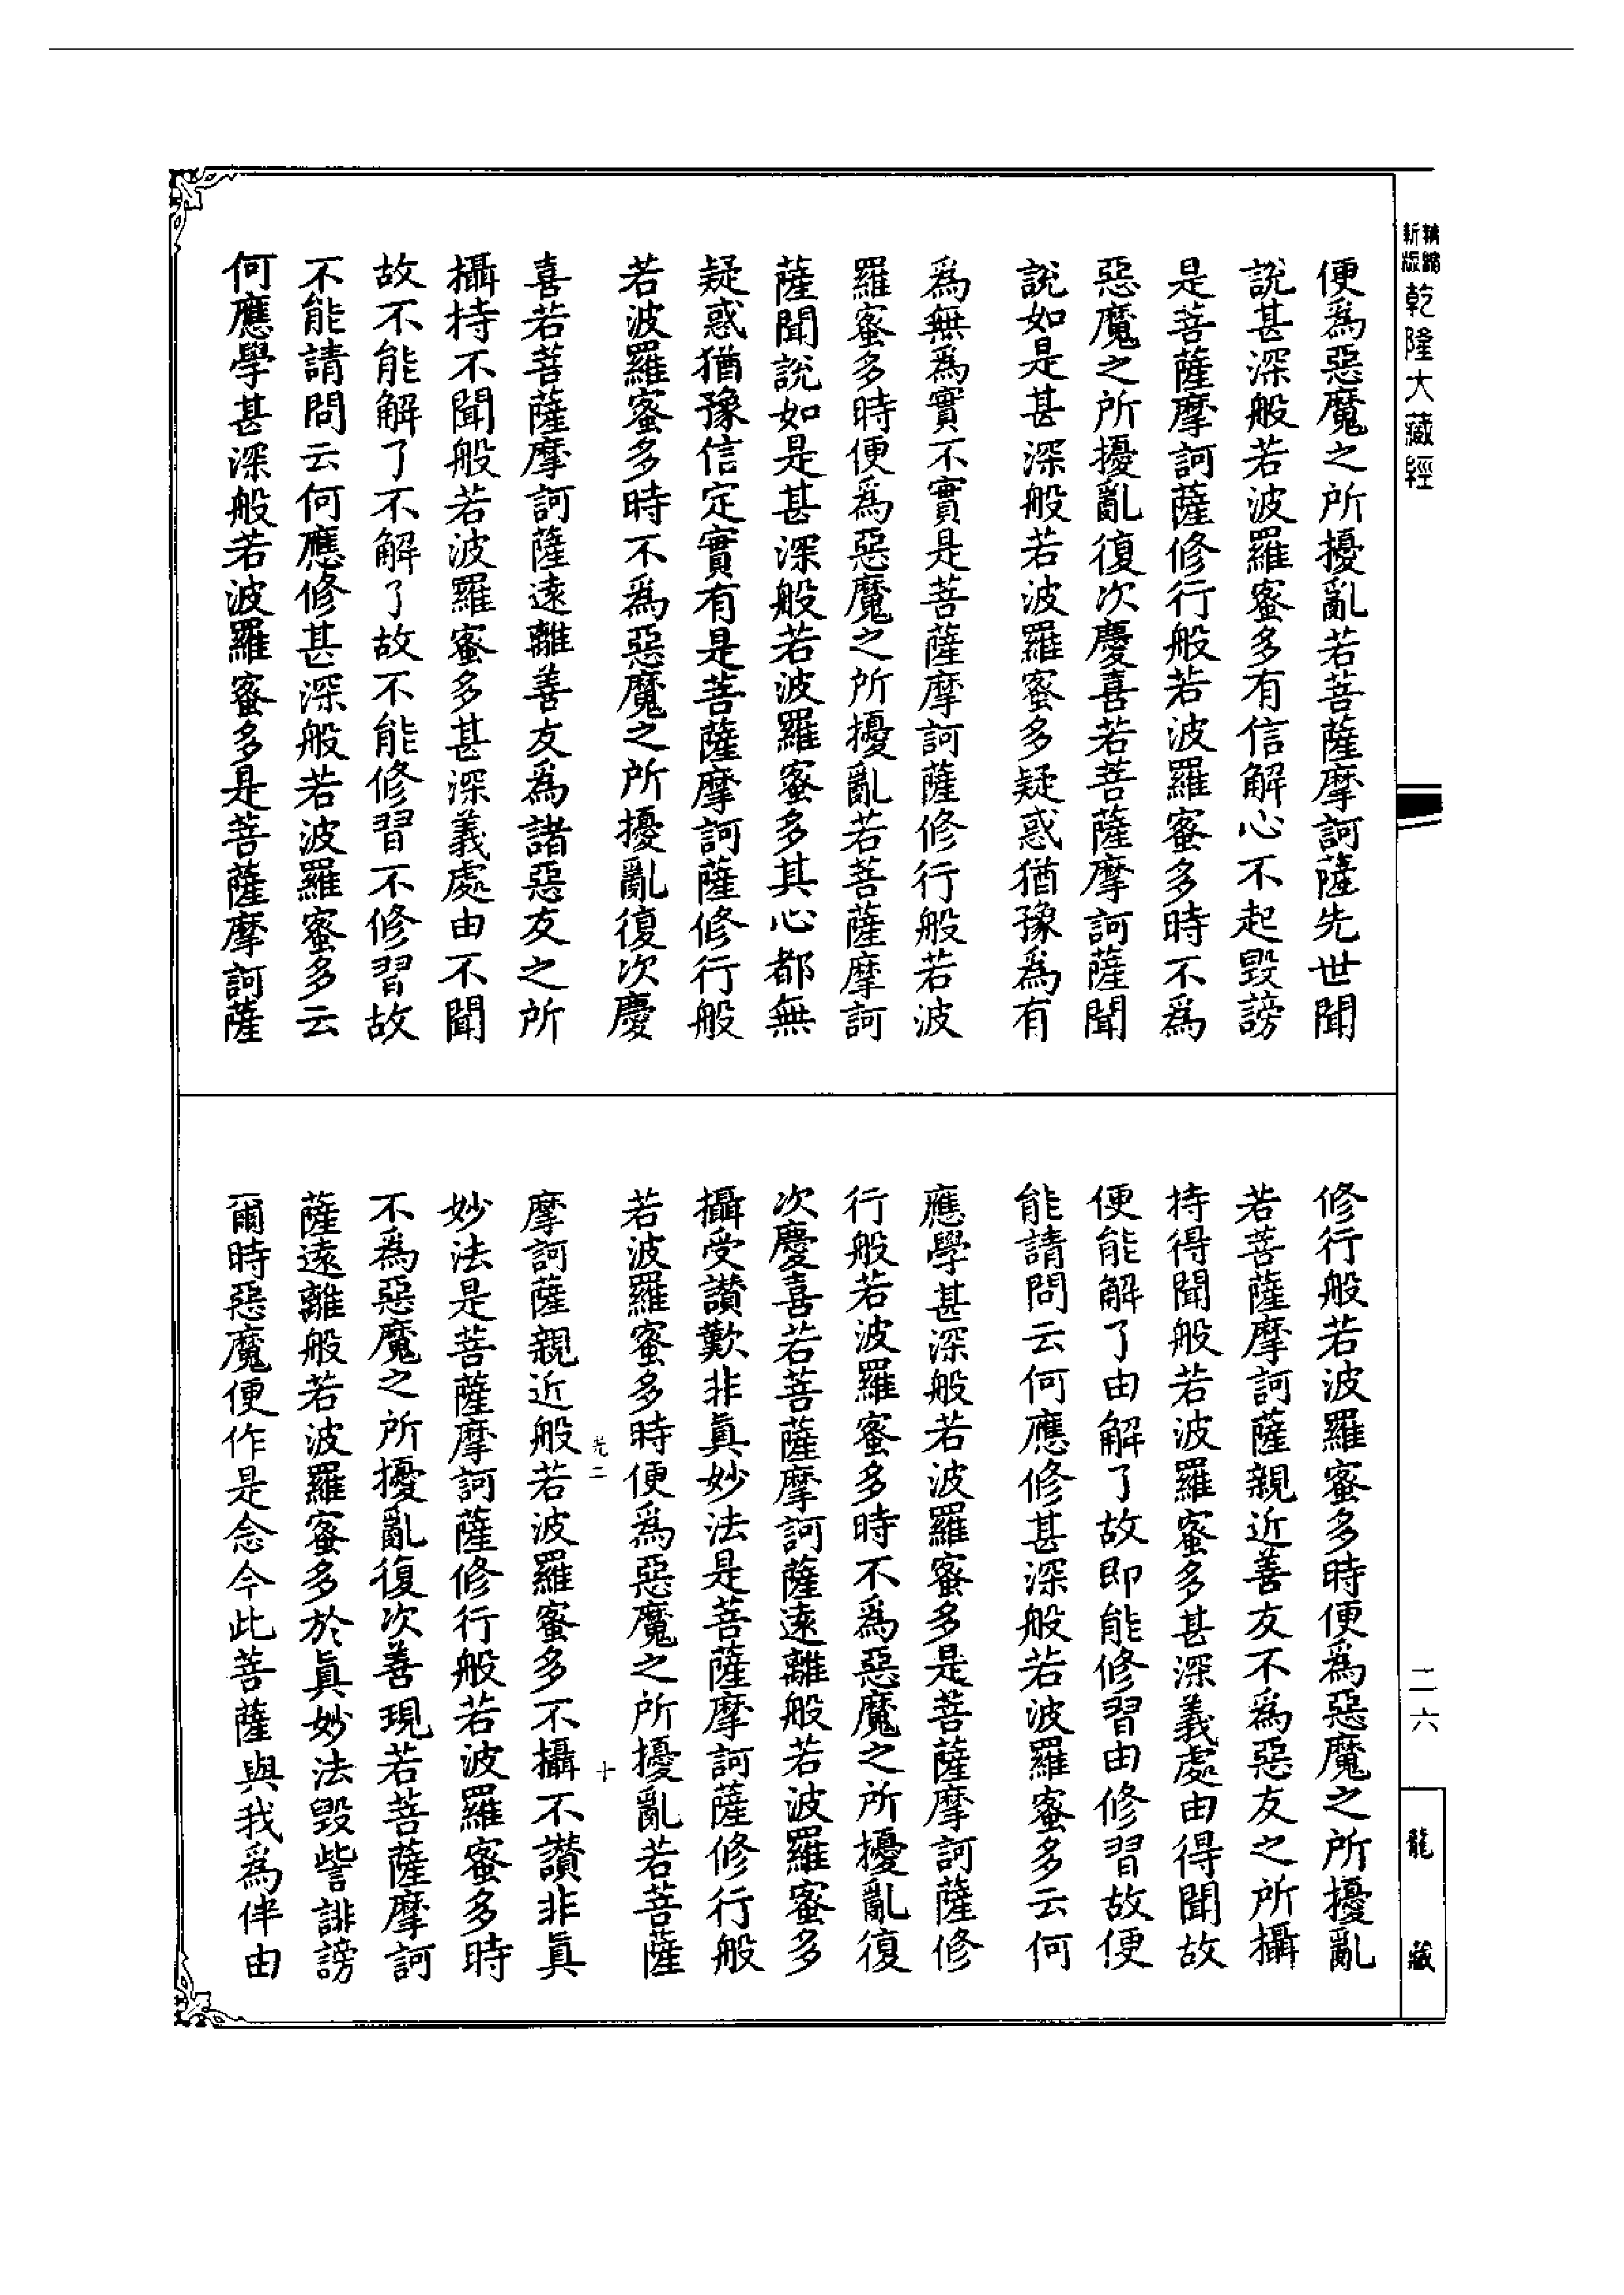 精縮新版乾隆大藏經
便爲惡魔之所擾亂若菩薩摩訶薩先世聞
說甚深般若波羅蜜多有信解心不起毀謗
是菩薩摩訶薩修行般若波羅蜜多時不爲
惡魔之所擾亂復次慶喜若菩薩摩訶薩聞
說如是甚深般若波羅蜜多疑惑猶豫爲有
爲無爲實不實是菩薩摩訶薩修行般若波
羅蜜多時便爲惡魔之所擾亂若菩薩摩訶
薩聞說如是甚深般若波羅蜜多其心都無
疑惑猶豫信定實有是菩薩摩訶薩修行般
若波羅蜜多時不爲惡魔之所擾亂復次慶
喜若菩薩摩訶薩遠離善友爲諸惡友之所
攝持不聞般若波羅蜜多甚深義處由不聞
故不能解了不解了故不能修習不修習故
不能請問云何應修甚深般若波羅蜜多云
何應學甚深般若波羅蜜多是菩薩摩訶薩
修行般若波羅蜜多時便爲惡魔之所擾亂
若菩薩摩訶薩親近善友不爲惡友之所攝
持得聞般若波羅蜜多甚深義處由得聞故
便能解了由解了故即能修習由修習故便
能請問云何應修甚深般若波羅蜜多云何
應學甚深般若波羅蜜多是菩薩摩訶薩修
行般若波羅蜜多時不爲惡魔之所擾亂復
次慶喜若菩薩摩訶薩遠離般若波羅蜜多
攝受讚歎非眞妙法是菩薩摩訶薩修行般
若波羅蜜多時便爲惡魔之所擾亂若菩薩
光二 十
摩訶薩親近般若波羅蜜多不攝不讚非眞
妙法是菩薩摩訶薩修行般若波羅蜜多時
不爲惡魔之所擾亂復次善現若菩薩摩訶
薩遠離般若波羅蜜多於眞妙法毀訾誹謗
爾時惡魔便作是念今此菩薩與我爲伴由
二六
龍藏